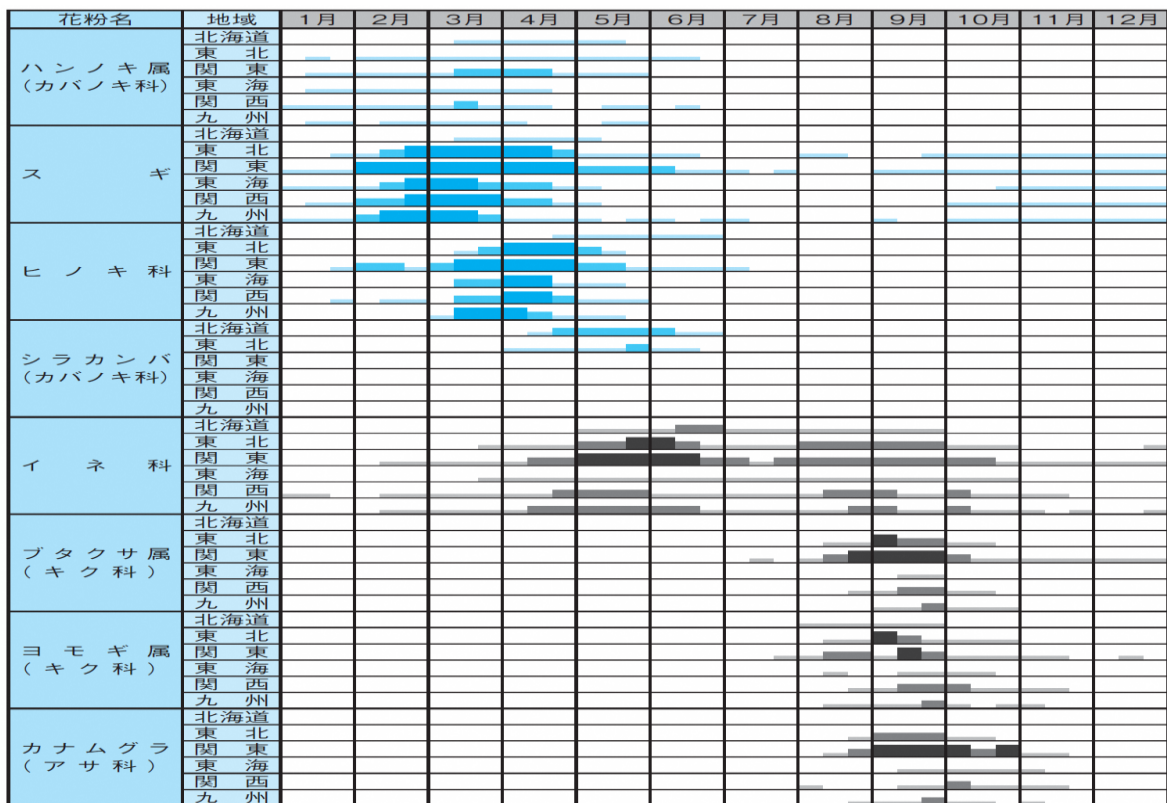 花粉名 地域 1月 2月 3月 4月 5月 6月 7月 8月 9月 10月 11月 12月
ハンノキ属
(カバノキ科)
北海道
東北
関東
東海
関西
九州
スギ
北海道
東北
関東
東海
関西
九州
ヒノキ科
北海道
東北
関東
東海
関西
九州
シラカンバ
(カバノキ科)
北海道
東北
関東
東海
関西
九州
イネ科
北海道
東北
関東
東海
関西
九州
ブタクサ属
(キク科)
北海道
東北
関東
東海
関西
九州
ヨモギ属
(キク科)
北海道
東北
関東
東海
関西
九州
カナムグラ
(アサ科)
北海道
東北
関東
東海
関西
九州